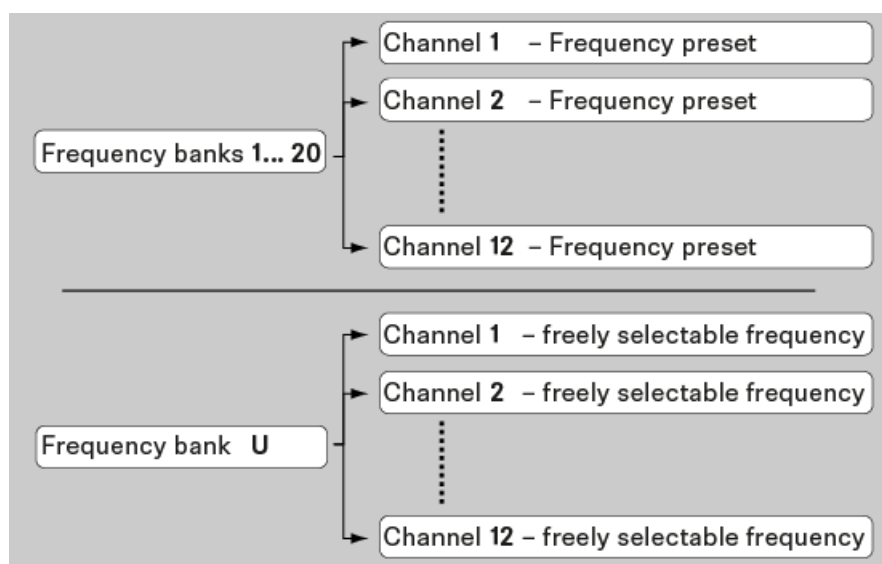 Channel 1 – Frequency preset
Channel 2 – Frequency preset
Frequency banks 1... 20
Channel 12 – Frequency preset
Channel 1 – freely selectable frequency
Channel 2 – freely selectable frequency
Frequency bank U
Channel 12 – freely selectable frequency